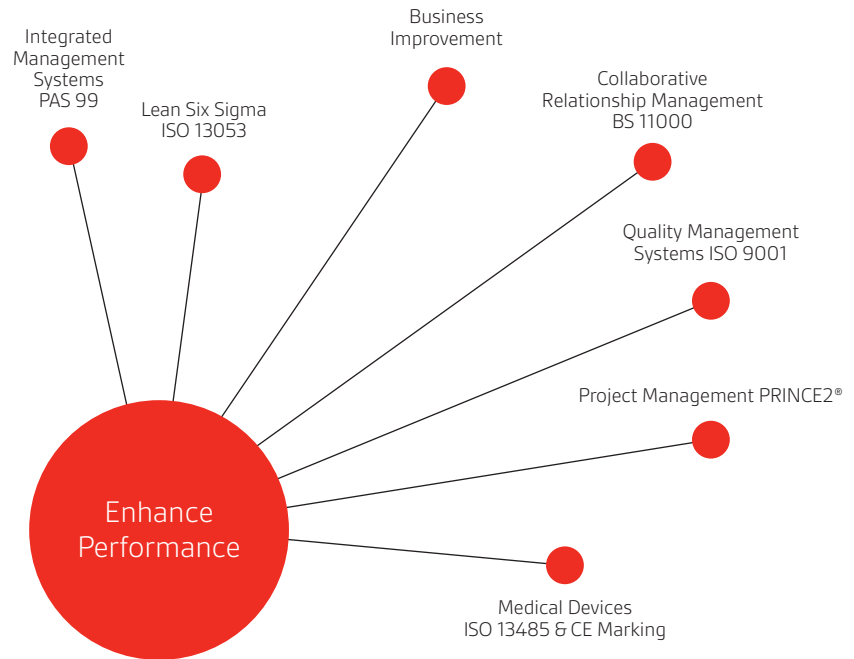 Integrated
Management
Systems
PAS 99
Lean Six Sigma
ISO 13053
Business
Improvement
Collaborative
Relationship Management
BS 11000
Quality Management
Systems ISO 9001
Project Management PRINCE2®
Enhance
Performance
Medical Devices
ISO 13485 & CE Marking